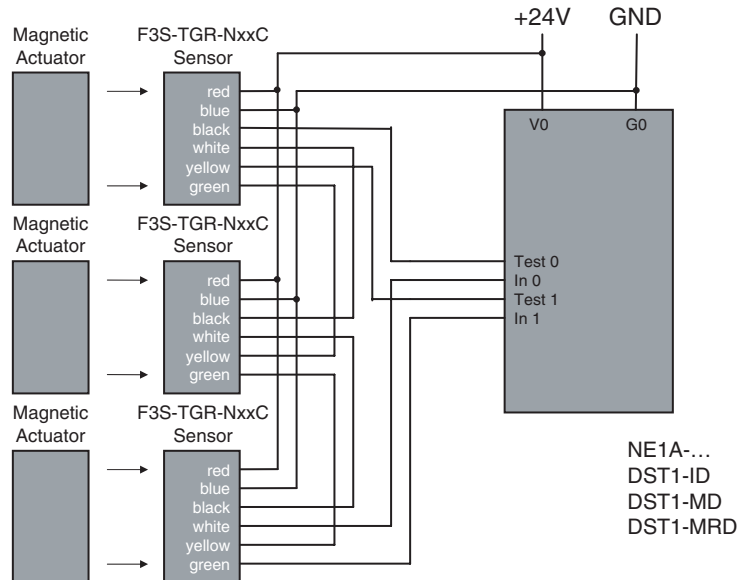 +24V GND
Magnetic
Actuator
F3S-TGR-NxxC
Sensor
red
blue
black
white
yellow
green
V0 G0
Magnetic
Actuator
F3S-TGR-NxxC
Sensor
red
blue
black
white
yellow
green
Test 0
In 0
Test 1
In 1
Magnetic
Actuator
F3S-TGR-NxxC
Sensor
red
blue
black
white
yellow
green
NE1A-...
DST1-ID
DST1-MD
DST1-MRD